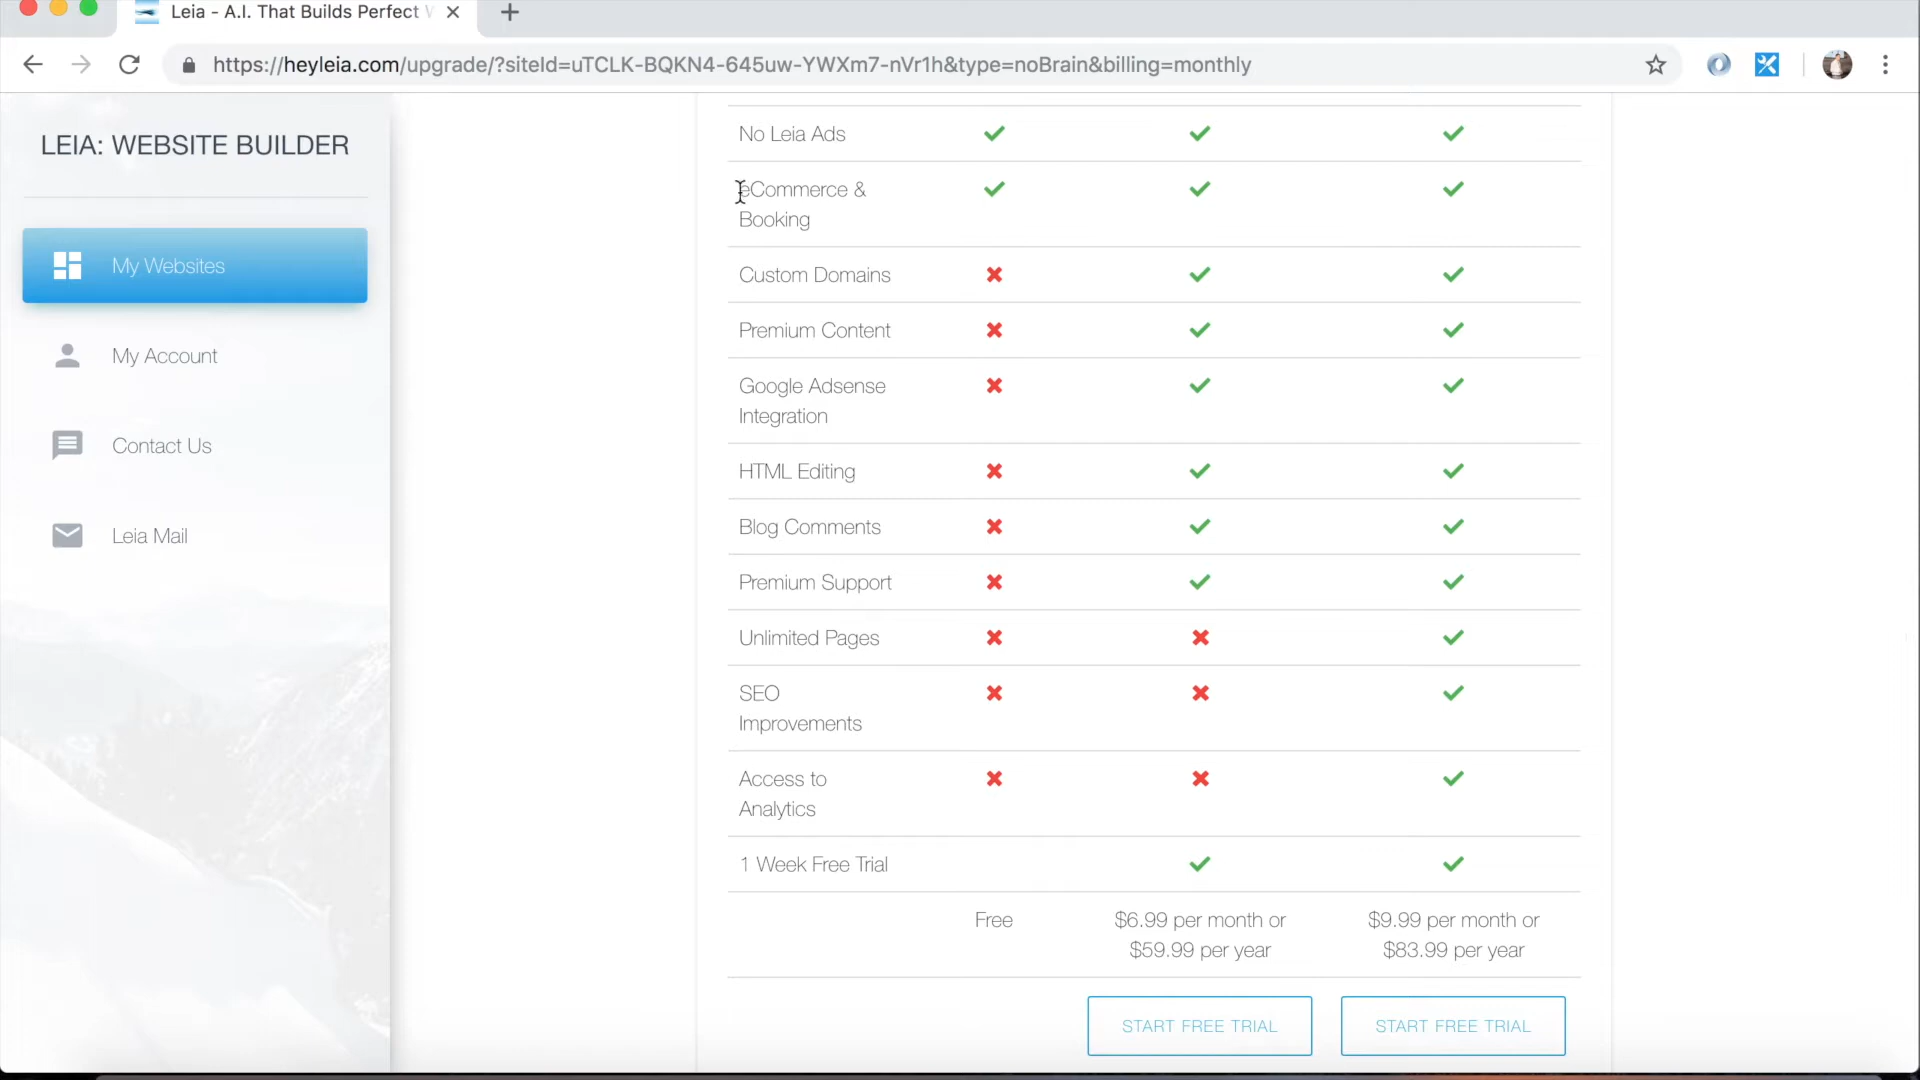 Leia - A.I. That Builds Perfect
https://heyleia.com/upgrade/?siteId=uTCLK-BQKN4-645uw-YWXm7-nVr1h&type=noBrain&billing=monthly
LEIA: WEBSITE BUILDER
My Websites
My Account
Contact Us
Leia Mail
No Leia Ads
eCommerce &
Booking
Custom Domains
Premium Content
Google Adsense
Integration
HTML Editing
Blog Comments
Premium Support
Unlimited Pages
SEO
Improvements
Access to
Analytics
1 Week Free Trial
Free $6.99 per month or $9.99 per month or
$59.99 per year $83.99 per year
START FREE TRIAL START FREE TRIAL